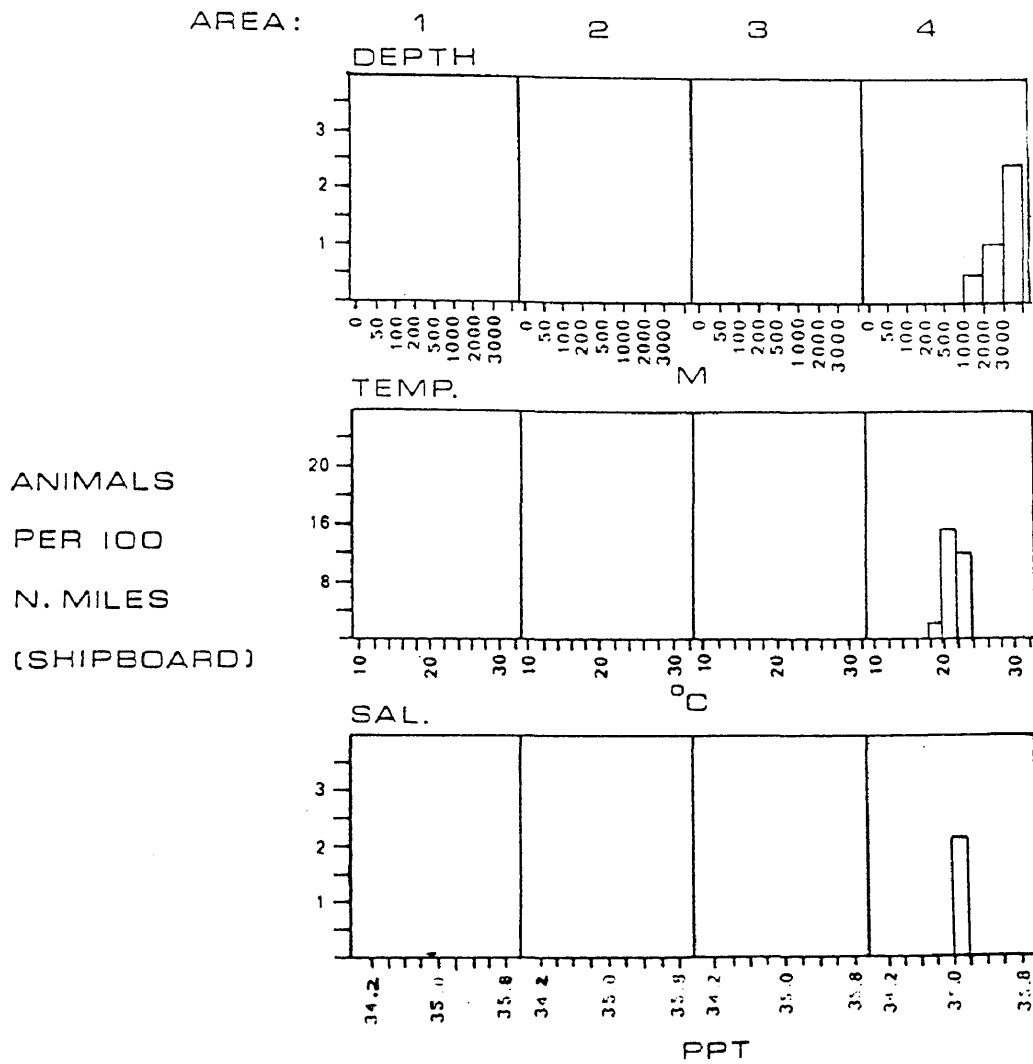 AREA: 1 2 3 4
DEPTH
3
2
1
0 50 100 200 500 1000 2000 3000 0 50 100 200 500 1000 2000 3000 0 50 100 200 500 1000 2000 3000 0 50 100 200 500 1000 2000 3000
M
TEMP.
20
16
8
10 20 30 10 20 30 10 20 30 10 20 30
°C
ANIMALS
PER 100
N. MILES
(SHIPBOARD)
SAL.
3
2
1
34.2 35.0 35.8 34.2 35.0 34.2 35.0 35.8 34.2 35.8
PPT